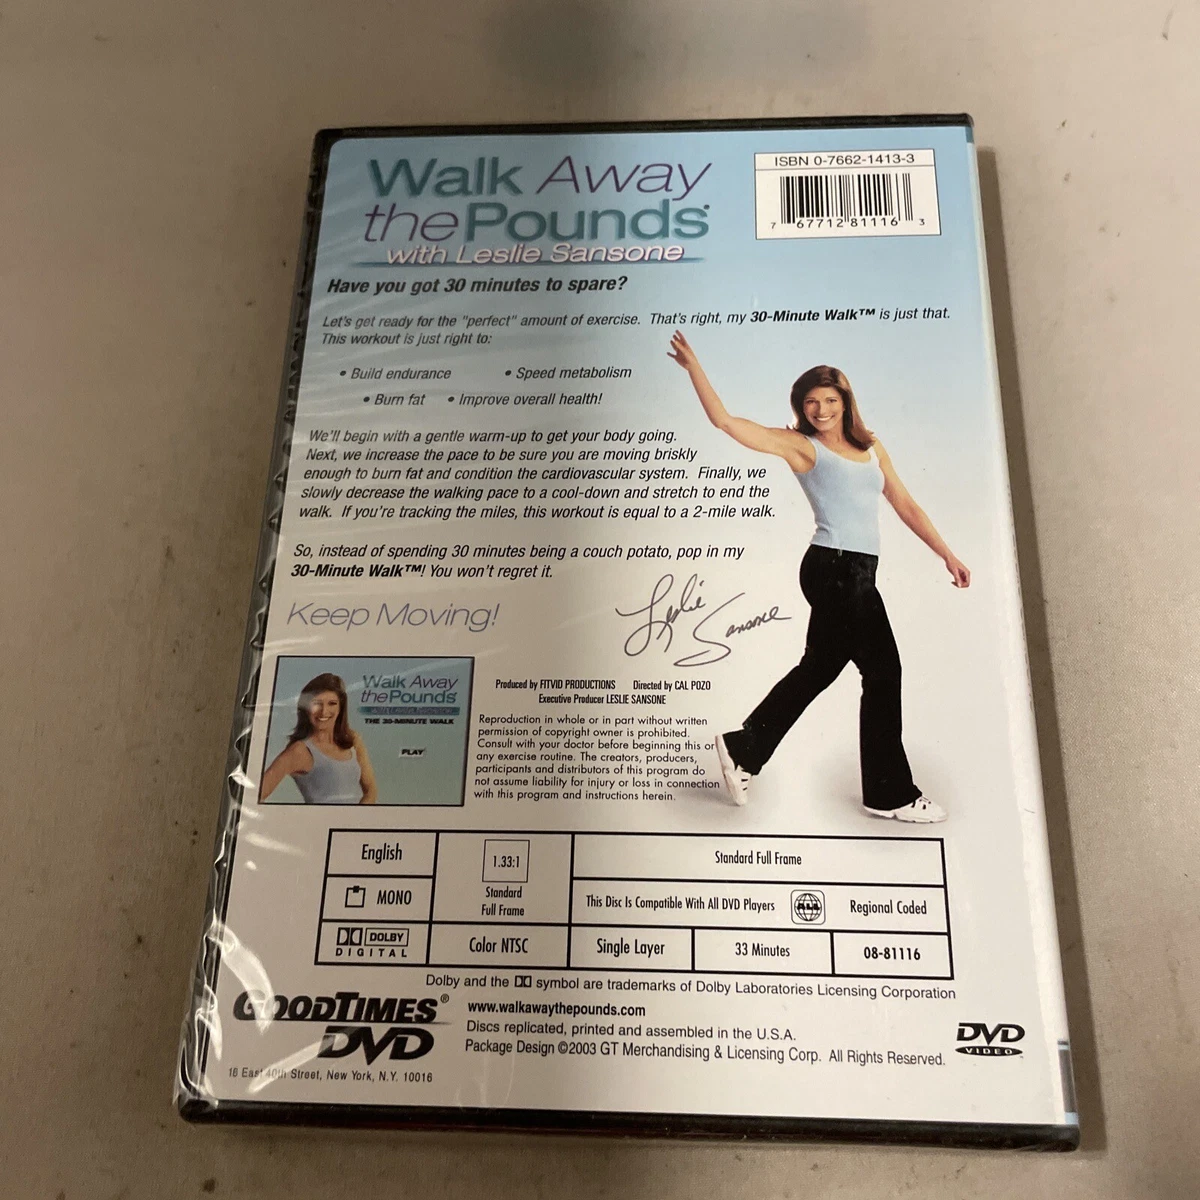 Walk Away
the Pounds
with Leslie Sansone
ISBN 0-7662-1413-3
7 67712 81116 3
Have you got 30 minutes to spare?
Let's get ready for the "perfect" amount of exercise. That's right, my 30-Minute Walk™ is just that.
This workout is just right to:
• Build endurance • Speed metabolism
• Burn fat • Improve overall health!
We'll begin with a gentle warm-up to get your body going.
Next, we increase the pace to be sure you are moving briskly
enough to burn fat and condition the cardiovascular system. Finally, we
slowly decrease the walking pace to a cool-down and stretch to end the
walk. If you're tracking the miles, this workout is equal to a 2-mile walk.
So, instead of spending 30 minutes being a couch potato, pop in my
30-Minute Walk™! You won't regret it.
Keep Moving!
Leslie Sansone
Walk Away
the Pounds
THE 30-MINUTE WALK
PLAY
Produced by FITVID PRODUCTIONS Directed by CAL POZO
Executive Producer LESLIE SANSONE
Reproduction in whole or in part without written
permission of copyright owner is prohibited.
Consult with your doctor before beginning this or
any exercise routine. The creators, producers,
participants and distributors of this program do
not assume liability for injury or loss in connection
with this program and instructions herein.
English
MONO
DOLBY
DIGITAL
1.33:1
Standard
Full Frame
Color NTSC
Standard Full Frame
This Disc Is Compatible With All DVD Players ALL Regional Coded
Single Layer 33 Minutes 08-81116
Dolby and the symbol are trademarks of Dolby Laboratories Licensing Corporation
GOODTIMES®
DVD
16 East 40th Street, New York, N.Y. 10016
www.walkawaythepounds.com
Discs replicated, printed and assembled in the U.S.A.
Package Design ©2003 GT Merchandising & Licensing Corp. All Rights Reserved.
DVD
VIDEO